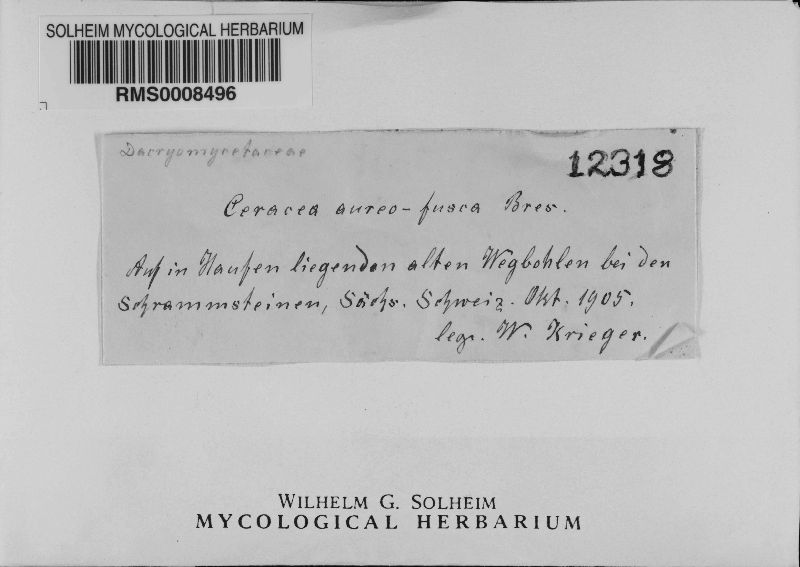 SOLHEIM MYCOLOGICAL HERBARIUM
RMS0008496
Dacryomycetaceae
12318
Ceracea aureo-fusca Bres.
Auf in Haufen liegenden alten Wegbohlen bei den
Schrammsteinen, Sächs. Schweiz. Okt. 1905.
leg. W. Krieger.
WILHELM G. SOLHEIM
MYCOLOGICAL HERBARIUM